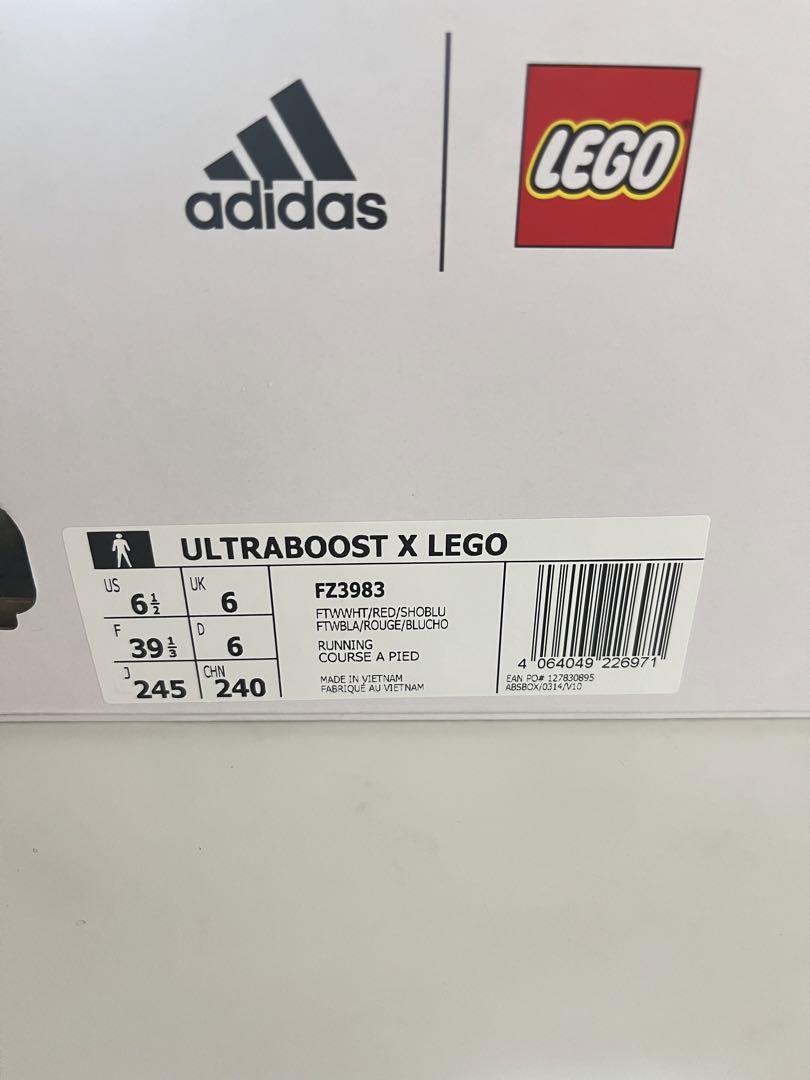 adidas
LEGO
ULTRABOOST X LEGO
US 6½ UK 6
F 39⅓ D 6
J 245 CHN 240
FZ3983
FTWWHT/RED/SHOBLU
FTWBLA/ROUGE/BLUCHO
RUNNING
COURSE A PIED
MADE IN VIETNAM
FABRIQUÉ AU VIETNAM
4 064049 226971
EAN PO# 127830895
ABSBOX/0314/V10